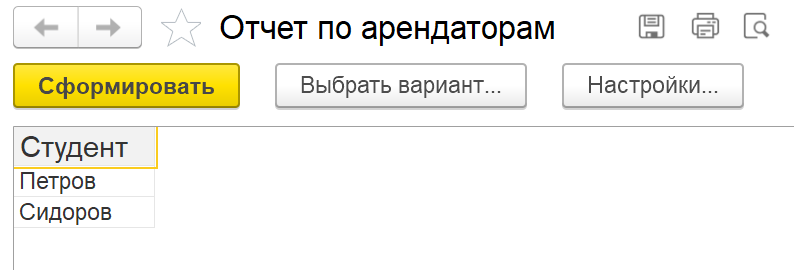 Отчет по арендаторам
Сформировать Выбрать вариант... Настройки...
Студент
Петров
Сидоров